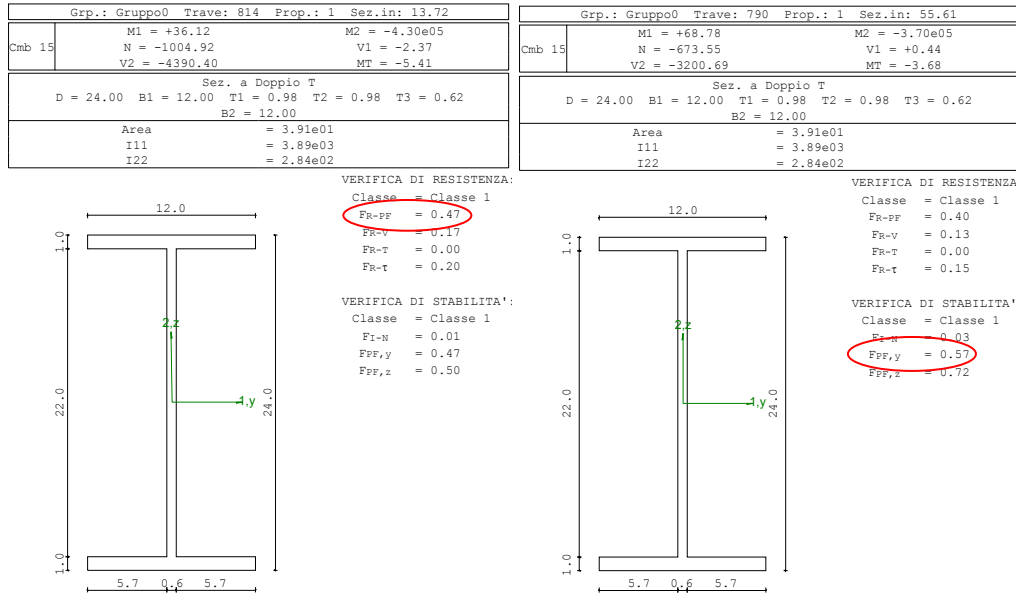 Grp.: Gruppo0 Trave: 814 Prop.: 1 Sez.in: 13.72
Cmb 15
M1 = +36.12 M2 = -4.30e05
N = -1004.92 V1 = -2.37
V2 = -4390.40 MT = -5.41
Sez. a Doppio T
D = 24.00 B1 = 12.00 T1 = 0.98 T2 = 0.98 T3 = 0.62
B2 = 12.00
Area = 3.91e01
I11 = 3.89e03
I22 = 2.84e02
VERIFICA DI RESISTENZA:
Classe = Classe 1
FR-PF = 0.47
FR-V = 0.17
FR-T = 0.00
FR-τ = 0.20
VERIFICA DI STABILITA':
Classe = Classe 1
FI-N = 0.01
FPF,y = 0.47
FPF,z = 0.50
12.0
1.0
22.0
1.0
24.0
2,z
1,y
5.7 0.6 5.7
Grp.: Gruppo0 Trave: 790 Prop.: 1 Sez.in: 55.61
Cmb 15
M1 = +68.78 M2 = -3.70e05
N = -673.55 V1 = +0.44
V2 = -3200.69 MT = -3.68
Sez. a Doppio T
D = 24.00 B1 = 12.00 T1 = 0.98 T2 = 0.98 T3 = 0.62
B2 = 12.00
Area = 3.91e01
I11 = 3.89e03
I22 = 2.84e02
VERIFICA DI RESISTENZA
Classe = Classe 1
FR-PF = 0.40
FR-V = 0.13
FR-T = 0.00
FR-τ = 0.15
VERIFICA DI STABILITA'
Classe = Classe 1
FI-N = 0.03
FPF,y = 0.57
FPF,z = 0.72
12.0
1.0
22.0
1.0
24.0
2,z
1,y
5.7 0.6 5.7